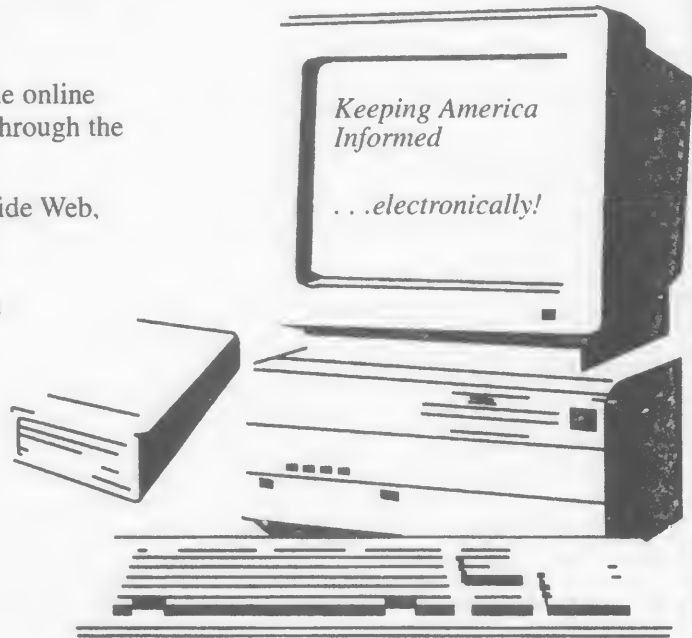 e online
hrough the
ide Web,
Keeping America
Informed
. . .electronically!